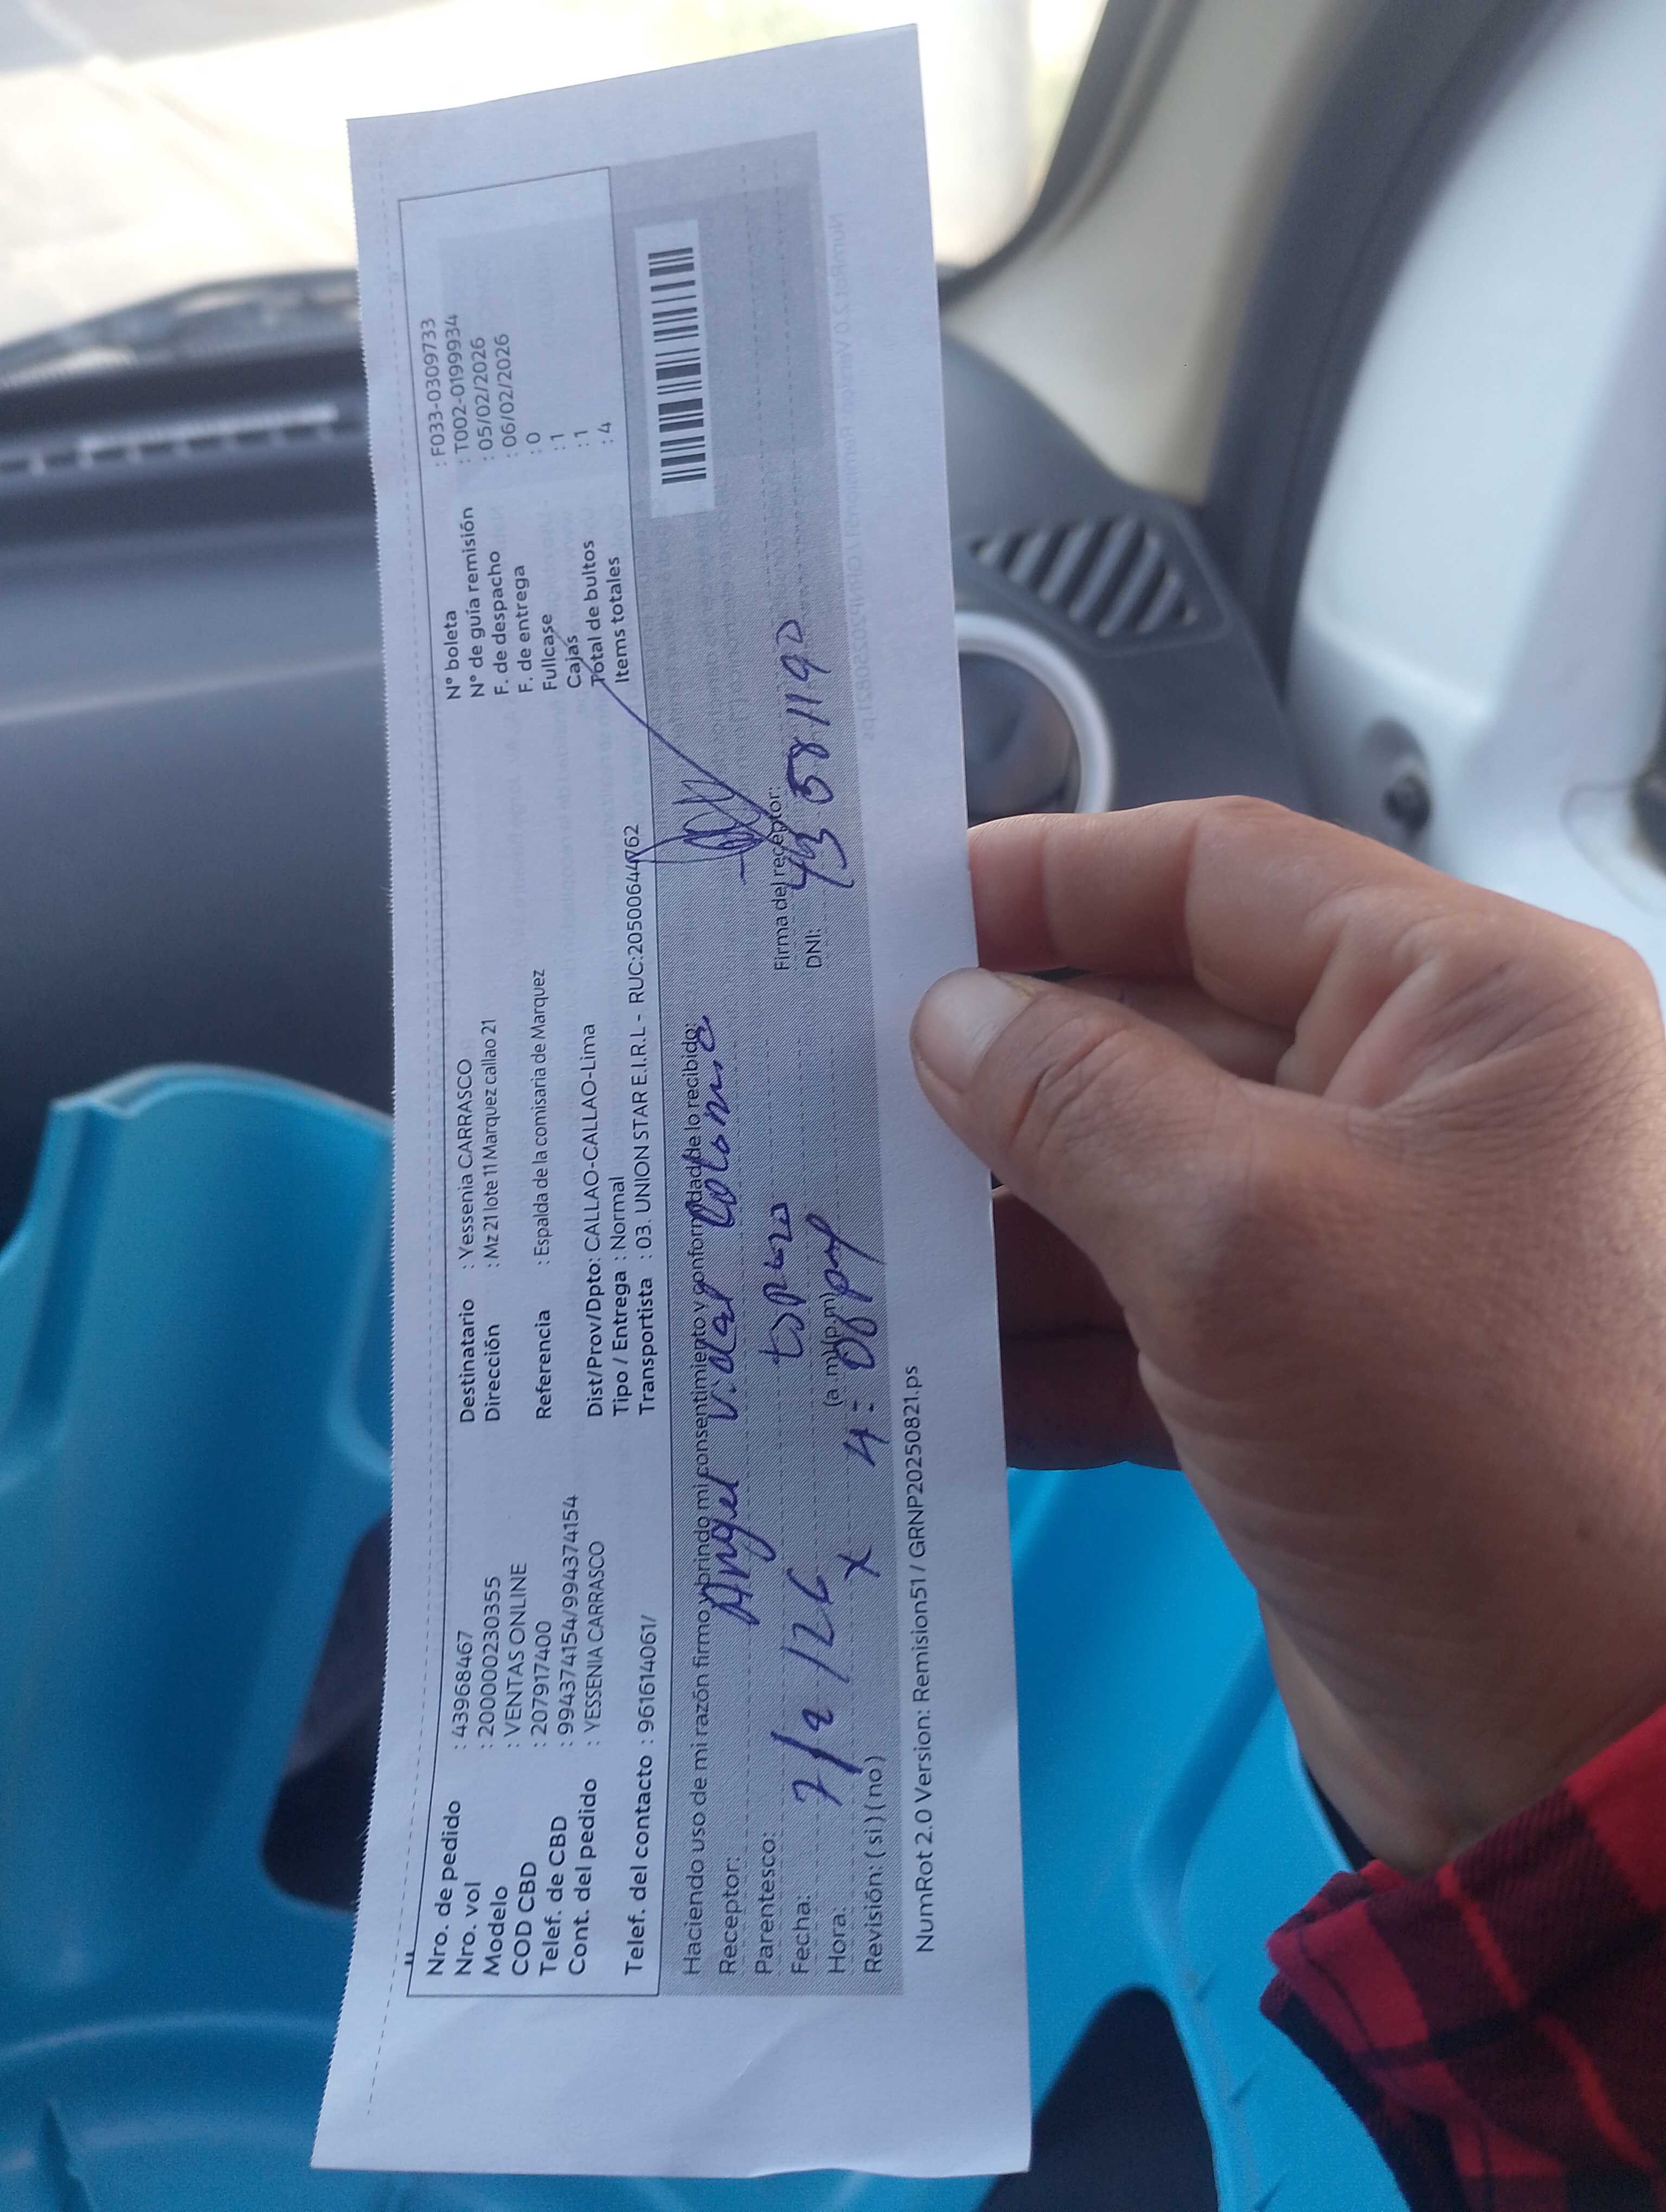 Nro. de pedido : 43968467
Nro. vol : 200000230355
Modelo : VENTAS ONLINE
COD CBD : 207917400
Telef. de CBD : 994374154/994374154
Cont. del pedido : YESSENIA CARRASCO
Telef. del contacto : 961614061/
Destinatario : Yessenia CARRASCO
Dirección : Mz 21 lote 11 Marquez callao 21
Referencia : Espalda de la comisaria de Marquez
Dist/Prov/Dpto: CALLAO-CALLAO-Lima
Tipo / Entrega : Normal
Transportista : 03. UNION STAR E.I.R.L - RUC:20500644762
N° boleta : F033-0309733
N° de guía remisión : T002-0199934
F. de despacho : 05/02/2026
F. de entrega : 06/02/2026
Fullcase : 0
Cajas : 1
Total de bultos : 1
Items totales : 4
Haciendo uso de mi razón firmo y brindo mi consentimiento y conformidad de lo recibido:
Receptor: Angel Vidal
Parentesco: Esposo
Fecha: 7/2/26
Hora: 4:08 pm (a.m)(p.m)
Revisión: (si) (no) x
Firma del receptor:
DNI: 43581190
NumRot 2.0 Version: Remision51 / GRNP20250821.ps